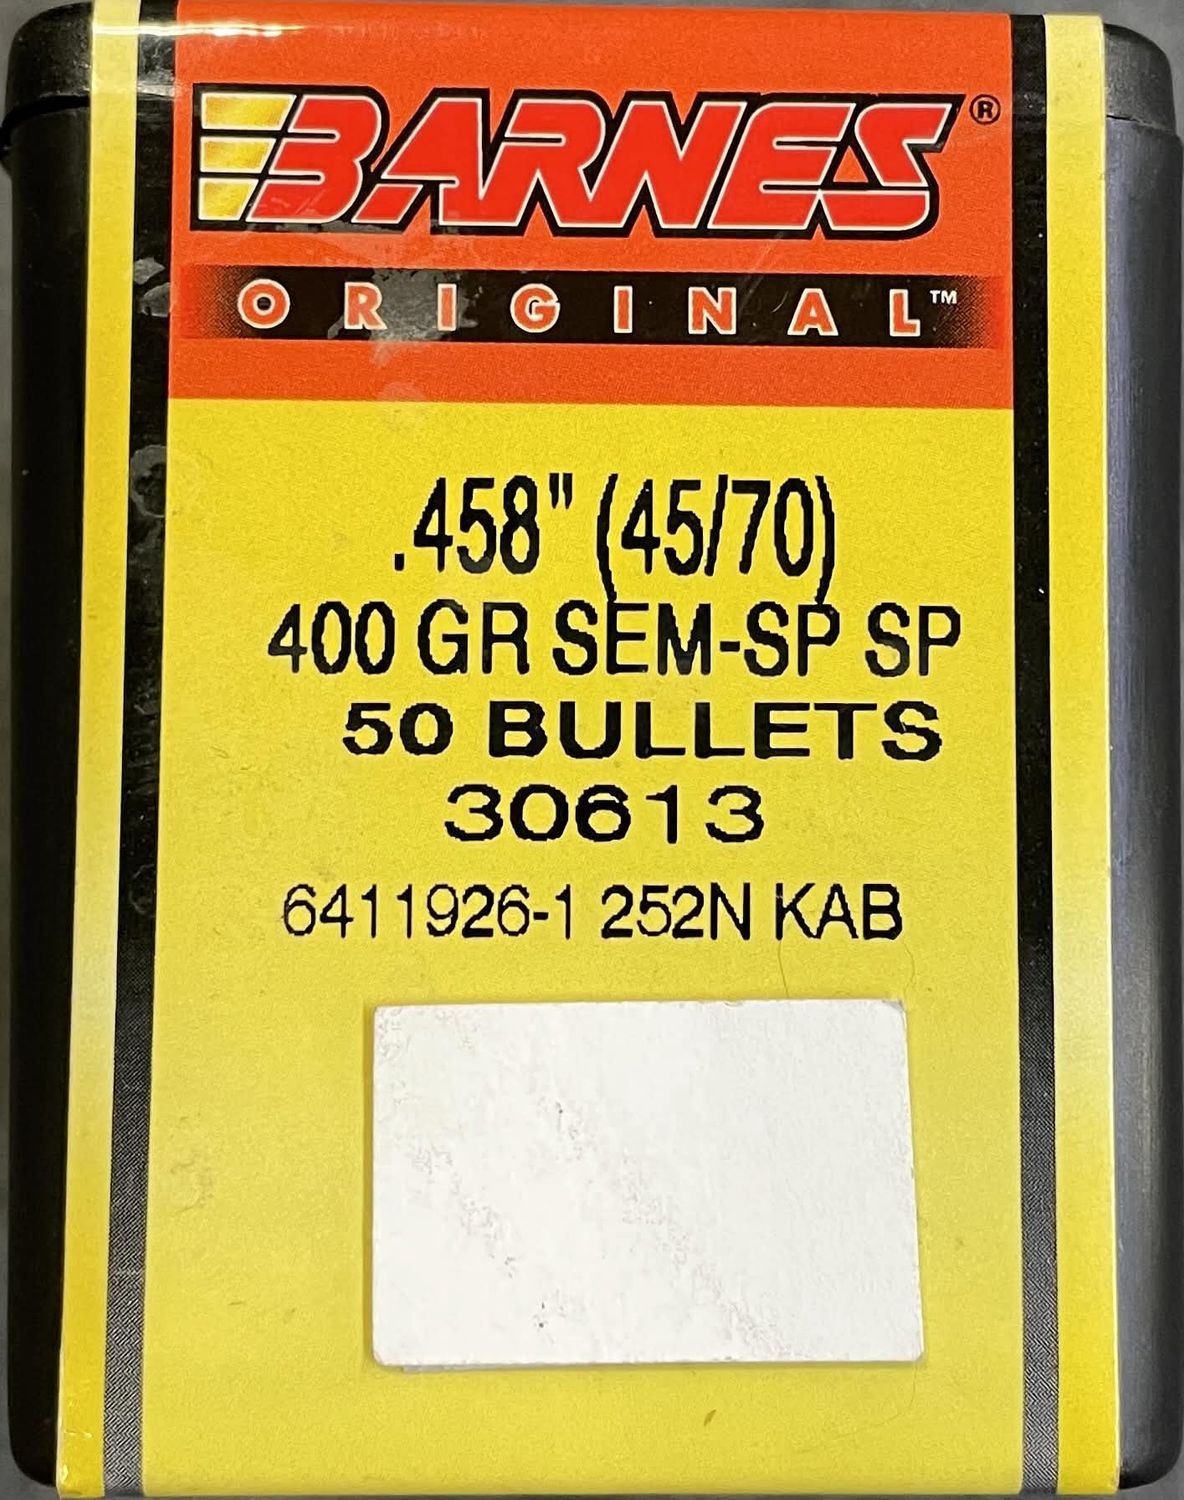 BARNES®
ORIGINAL™
.458" (45/70)
400 GR SEM-SP SP
50 BULLETS
30613
6411926-1 252N KAB